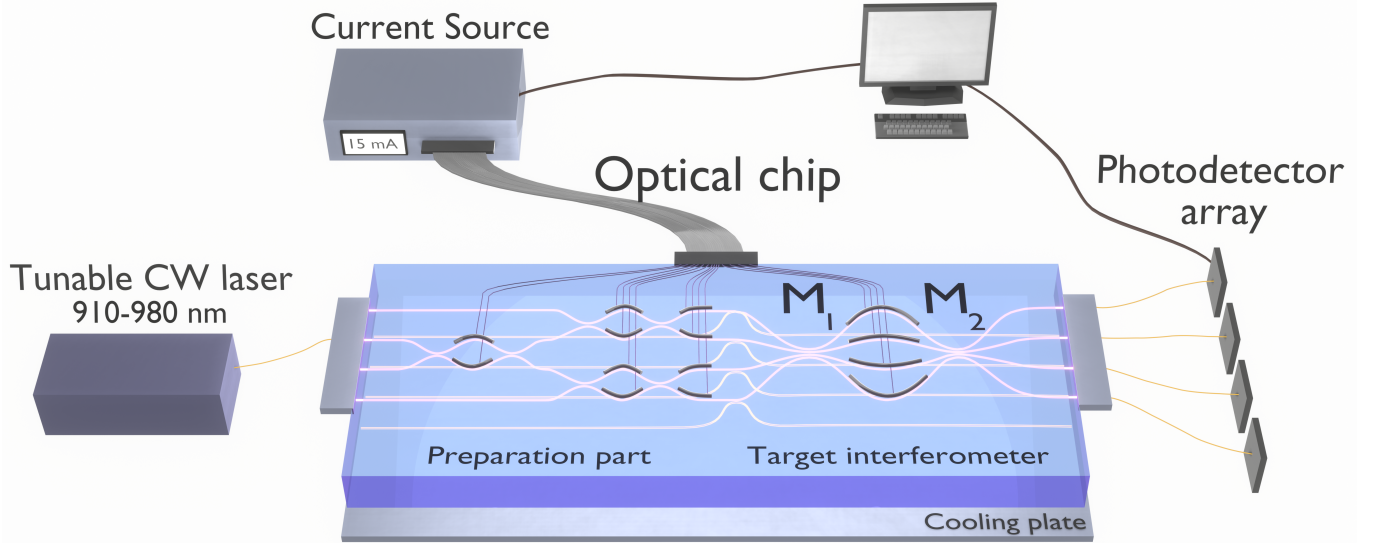 Current Source
15 mA
Optical chip
Photodetector
array
Tunable CW laser
910-980 nm
M1
M2
Preparation part
Target interferometer
Cooling plate